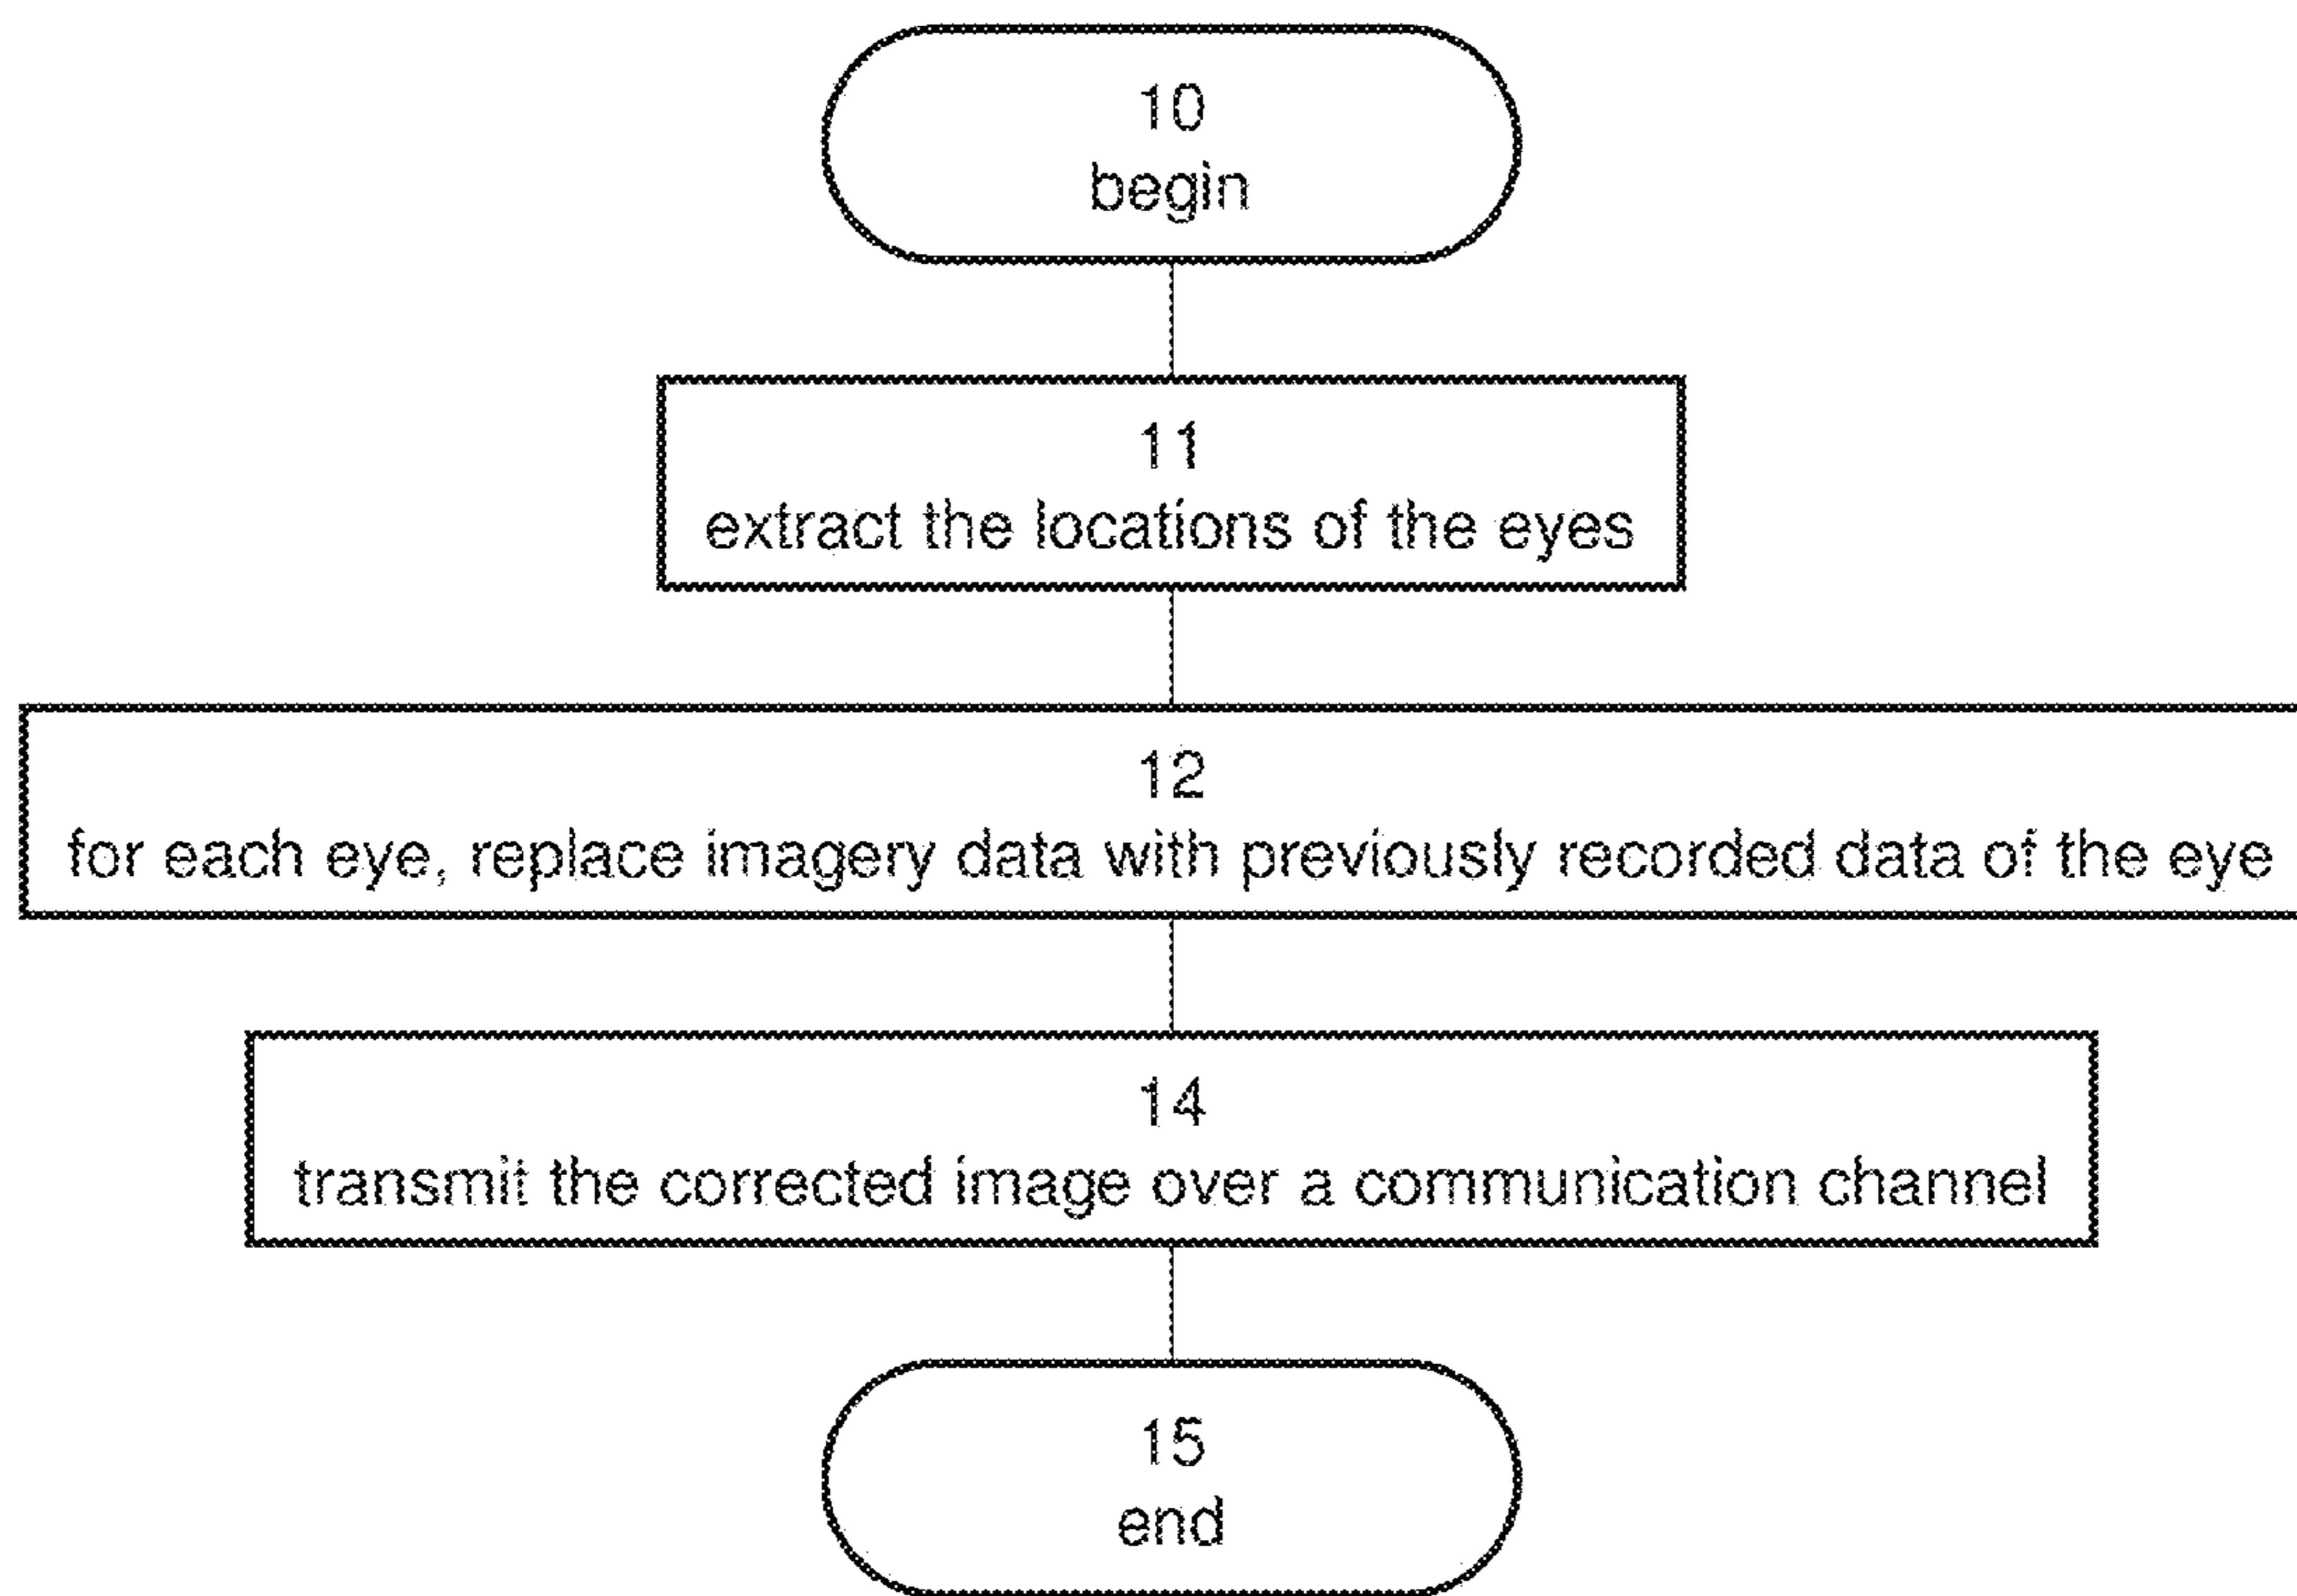 10
begin
11
extract the locations of the eyes
12
for each eye, replace imagery data with previously recorded data of the eye
14
transmit the corrected image over a communication channel
15
end